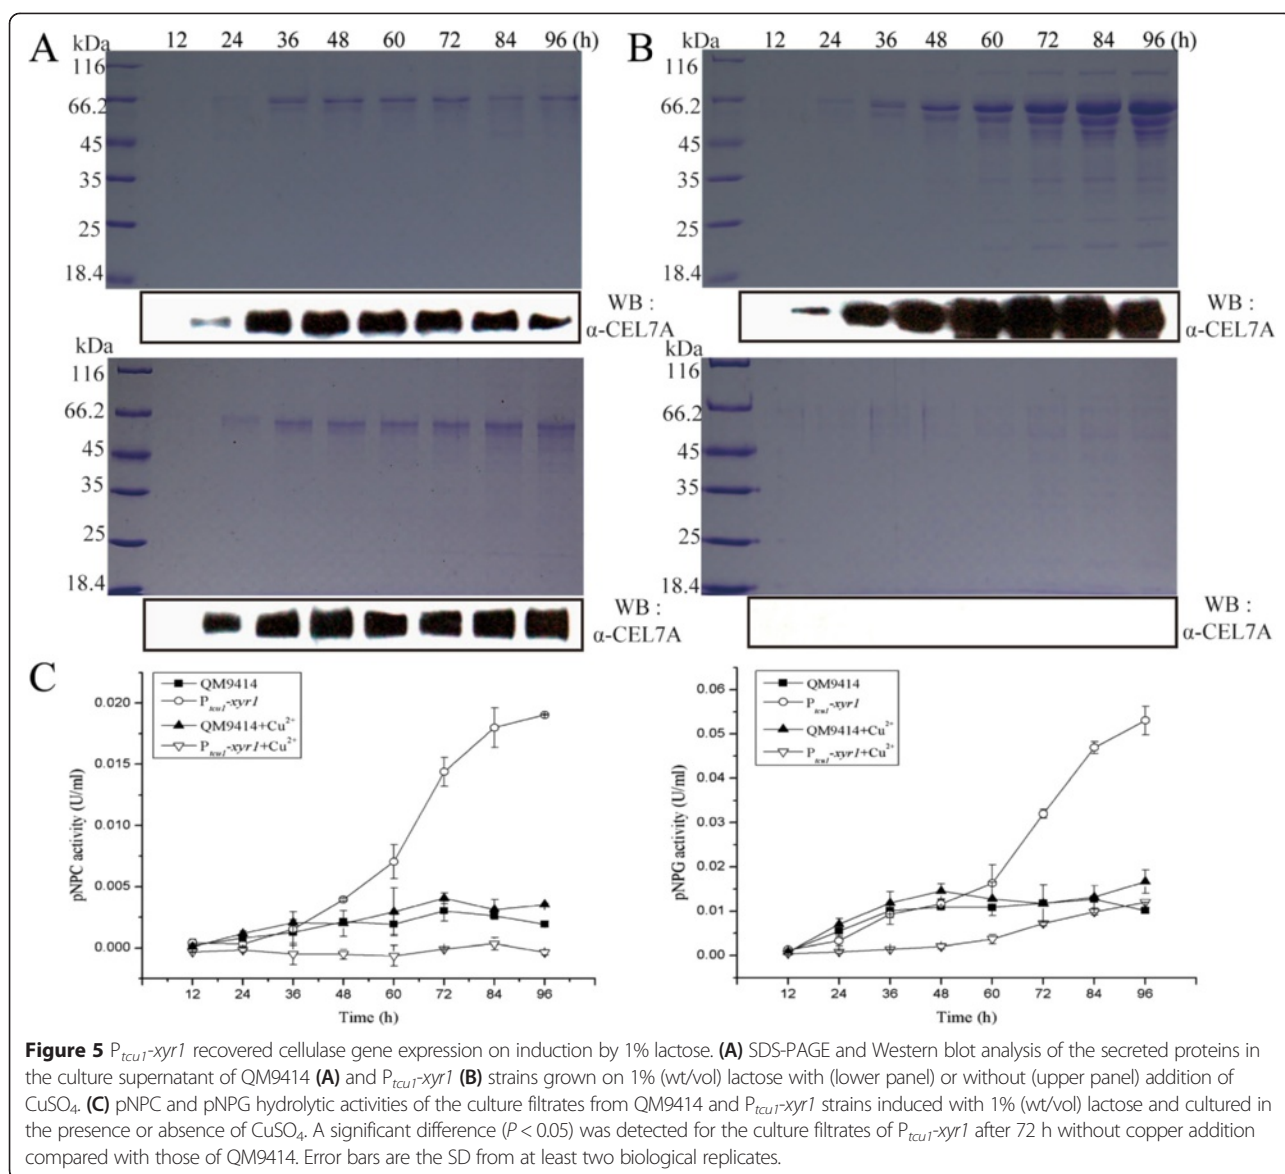 A
kDa 12 24 36 48 60 72 84 96 (h)
116
66.2
45
35
25
18.4
WB :
α-CEL7A
kDa
116
66.2
45
35
25
18.4
WB :
α-CEL7A
B
kDa 12 24 36 48 60 72 84 96 (h)
116
66.2
45
35
25
18.4
WB :
α-CEL7A
kDa
116
66.2
45
35
25
18.4
WB :
α-CEL7A
C
QM9414
Ptcu1-xyr1
QM9414+Cu2+
Ptcu1-xyr1+Cu2+
pNPC activity (U/ml)
0.020
0.015
0.010
0.005
0.000
12 24 36 48 60 72 84 96
Time (h)
QM9414
Ptcu1-xyr1
QM9414+Cu2+
Ptcu1-xyr1+Cu2+
pNPG activity (U/ml)
0.06
0.05
0.04
0.03
0.02
0.01
0.00
12 24 36 48 60 72 84 96
Time (h)
Figure 5 Ptcu1-xyr1 recovered cellulase gene expression on induction by 1% lactose. (A) SDS-PAGE and Western blot analysis of the secreted proteins in
the culture supernatant of QM9414 (A) and Ptcu1-xyr1 (B) strains grown on 1% (wt/vol) lactose with (lower panel) or without (upper panel) addition of
CuSO4. (C) pNPC and pNPG hydrolytic activities of the culture filtrates from QM9414 and Ptcu1-xyr1 strains induced with 1% (wt/vol) lactose and cultured in
the presence or absence of CuSO4. A significant difference (P < 0.05) was detected for the culture filtrates of Ptcu1-xyr1 after 72 h without copper addition
compared with those of QM9414. Error bars are the SD from at least two biological replicates.